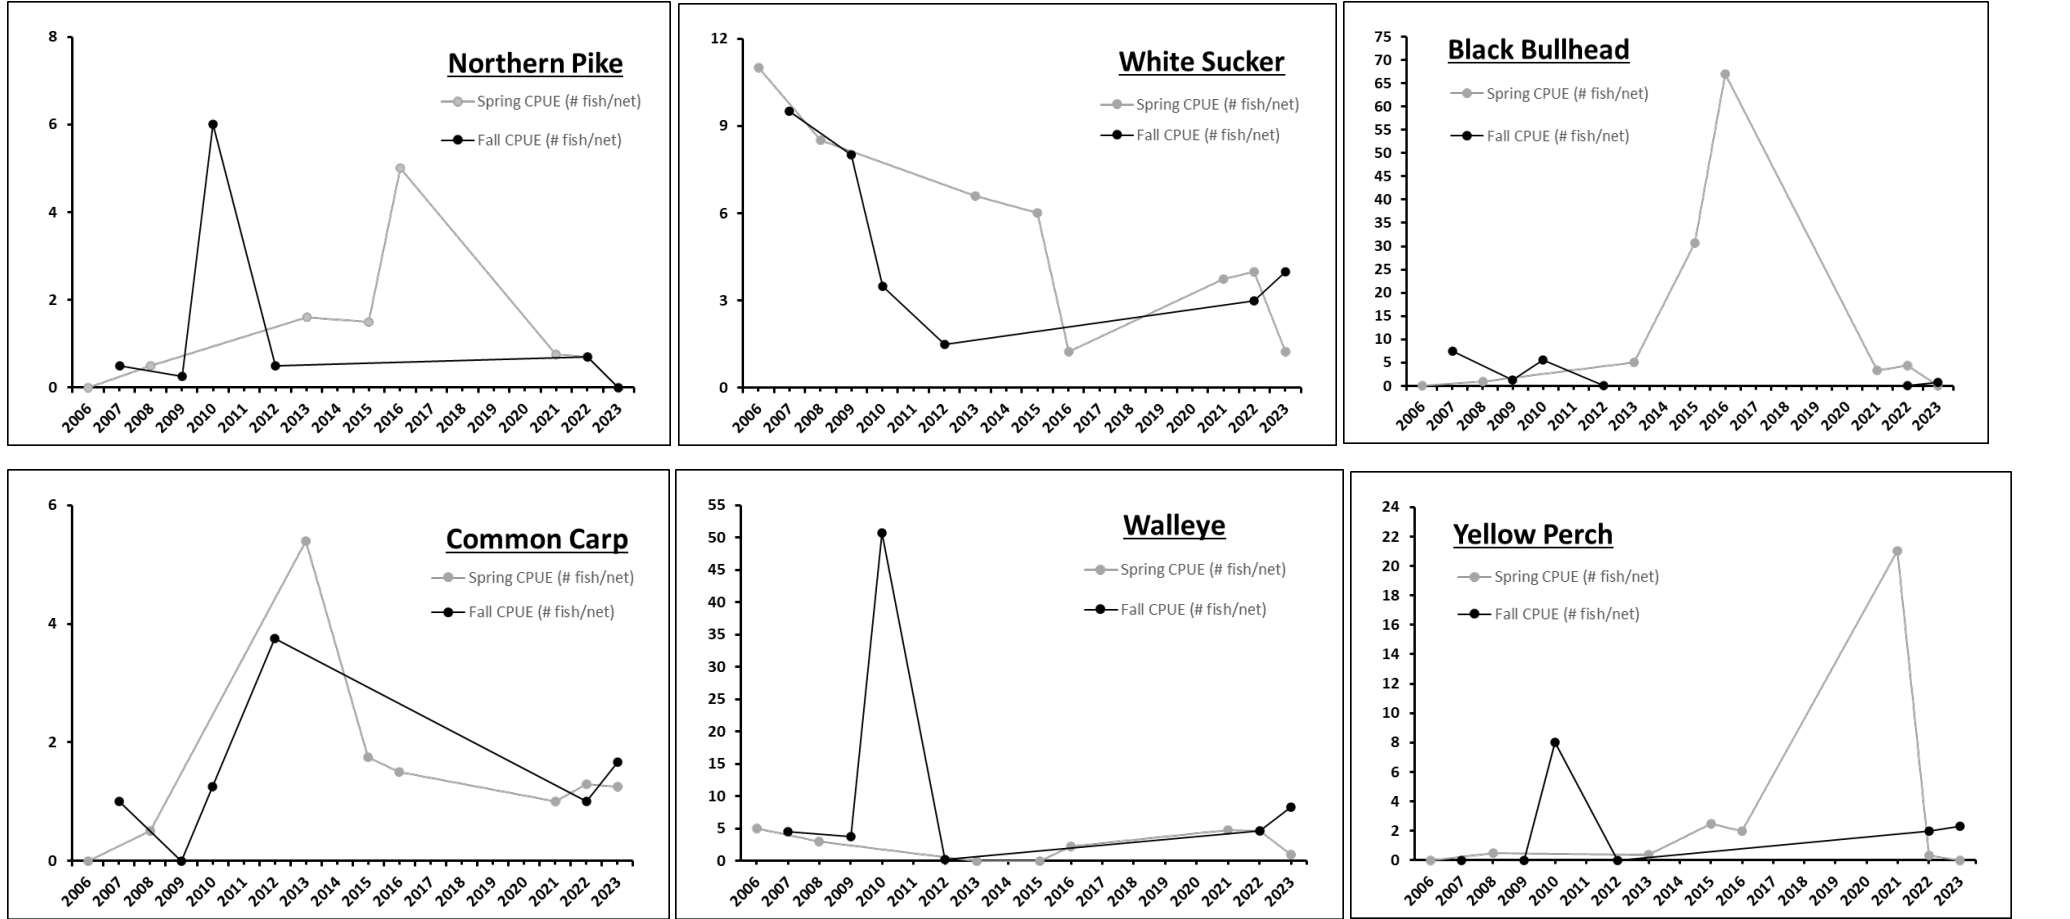 Northern Pike
Spring CPUE (# fish/net)
Fall CPUE (# fish/net)
8
6
4
2
0
2006 2007 2008 2009 2010 2011 2012 2013 2014 2015 2016 2017 2018 2019 2020 2021 2022 2023
White Sucker
Spring CPUE (# fish/net)
Fall CPUE (# fish/net)
12
9
6
3
0
2006 2007 2008 2009 2010 2011 2012 2013 2014 2015 2016 2017 2018 2019 2020 2021 2022 2023
Black Bullhead
Spring CPUE (# fish/net)
Fall CPUE (# fish/net)
75
70
65
60
55
50
45
40
35
30
25
20
15
10
5
0
2006 2007 2008 2009 2010 2011 2012 2013 2014 2015 2016 2017 2018 2019 2020 2021 2022 2023
Common Carp
Spring CPUE (# fish/net)
Fall CPUE (# fish/net)
6
4
2
0
2006 2007 2008 2009 2010 2011 2012 2013 2014 2015 2016 2017 2018 2019 2020 2021 2022 2023
Walleye
Spring CPUE (# fish/net)
Fall CPUE (# fish/net)
55
50
45
40
35
30
25
20
15
10
5
0
2006 2007 2008 2009 2010 2011 2012 2013 2014 2015 2016 2017 2018 2019 2020 2021 2022 2023
Yellow Perch
Spring CPUE (# fish/net)
Fall CPUE (# fish/net)
24
22
20
18
16
14
12
10
8
6
4
2
0
2006 2007 2008 2009 2010 2011 2012 2013 2014 2015 2016 2017 2018 2019 2020 2021 2022 2023